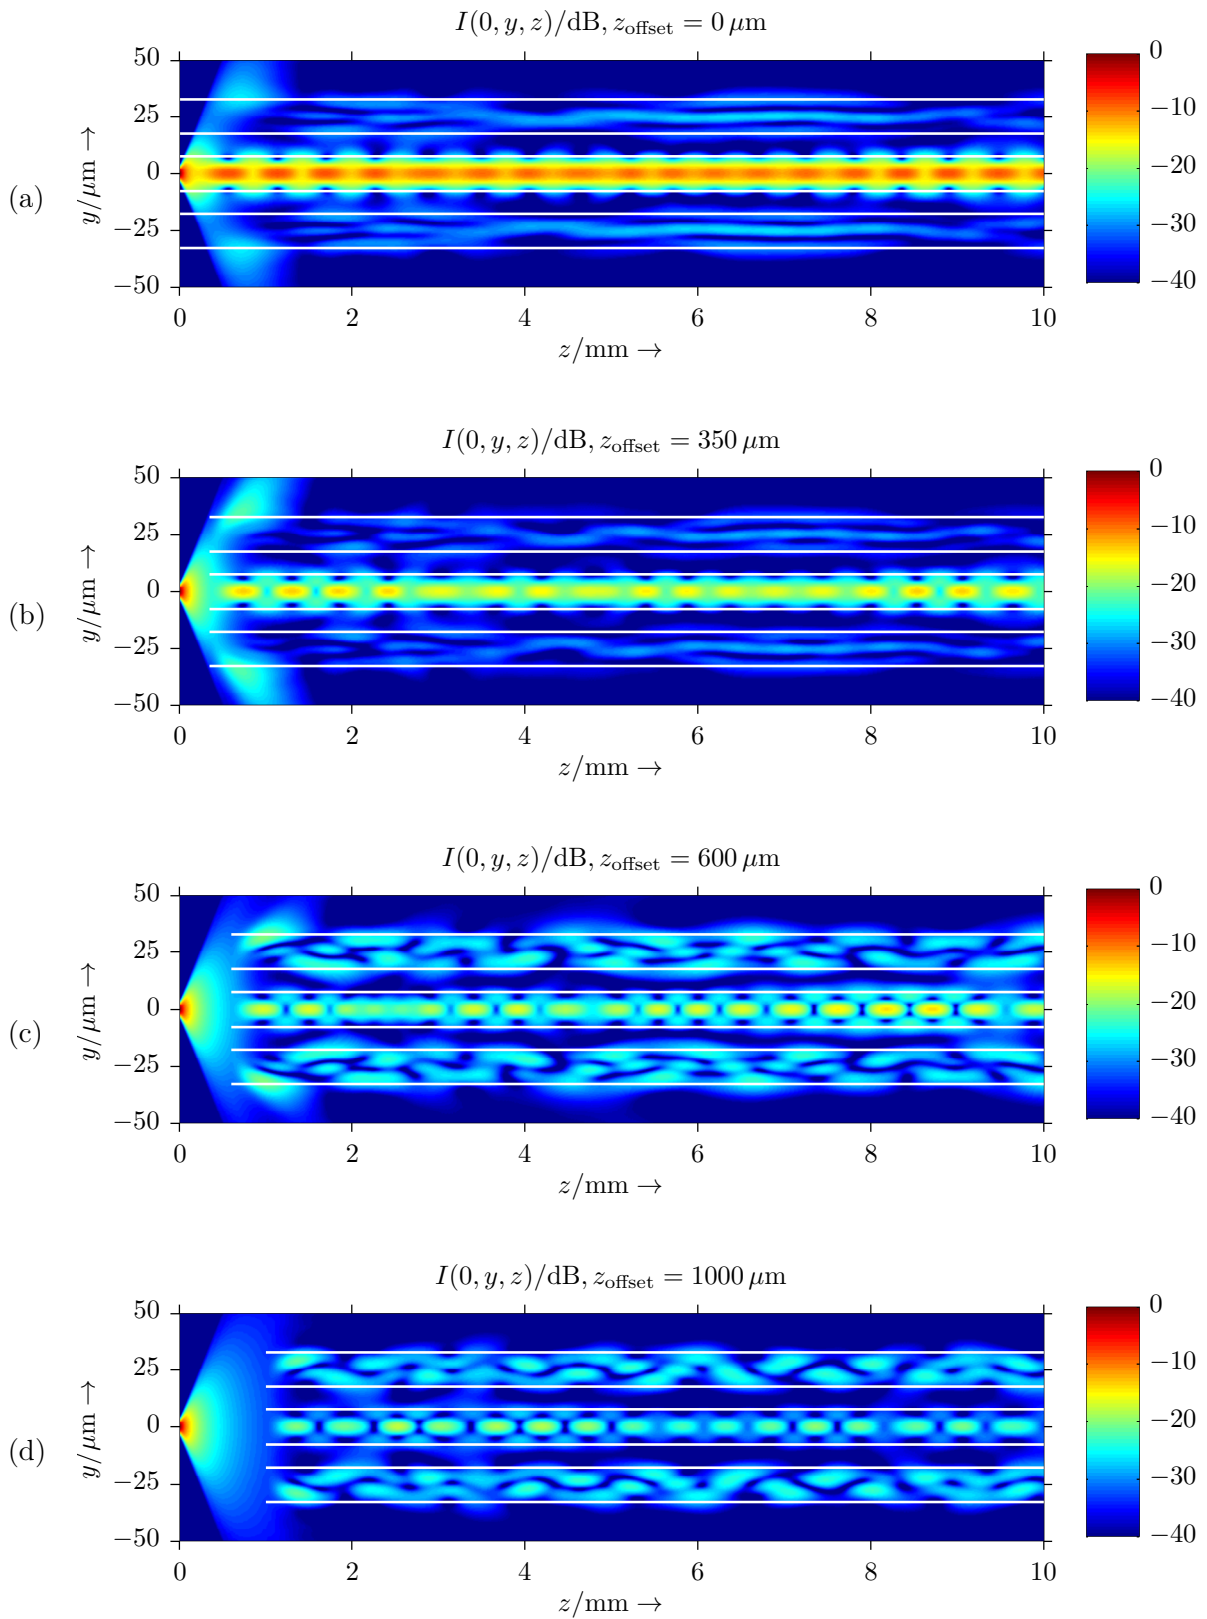 I(0, y, z)/dB, z_offset = 0 μm
(a)
y/μm →
50
25
0
−25
−50
0 2 4 6 8 10
z/mm →
0
−10
−20
−30
−40
I(0, y, z)/dB, z_offset = 350 μm
(b)
y/μm →
50
25
0
−25
−50
0 2 4 6 8 10
z/mm →
0
−10
−20
−30
−40
I(0, y, z)/dB, z_offset = 600 μm
(c)
y/μm →
50
25
0
−25
−50
0 2 4 6 8 10
z/mm →
0
−10
−20
−30
−40
I(0, y, z)/dB, z_offset = 1000 μm
(d)
y/μm →
50
25
0
−25
−50
0 2 4 6 8 10
z/mm →
0
−10
−20
−30
−40